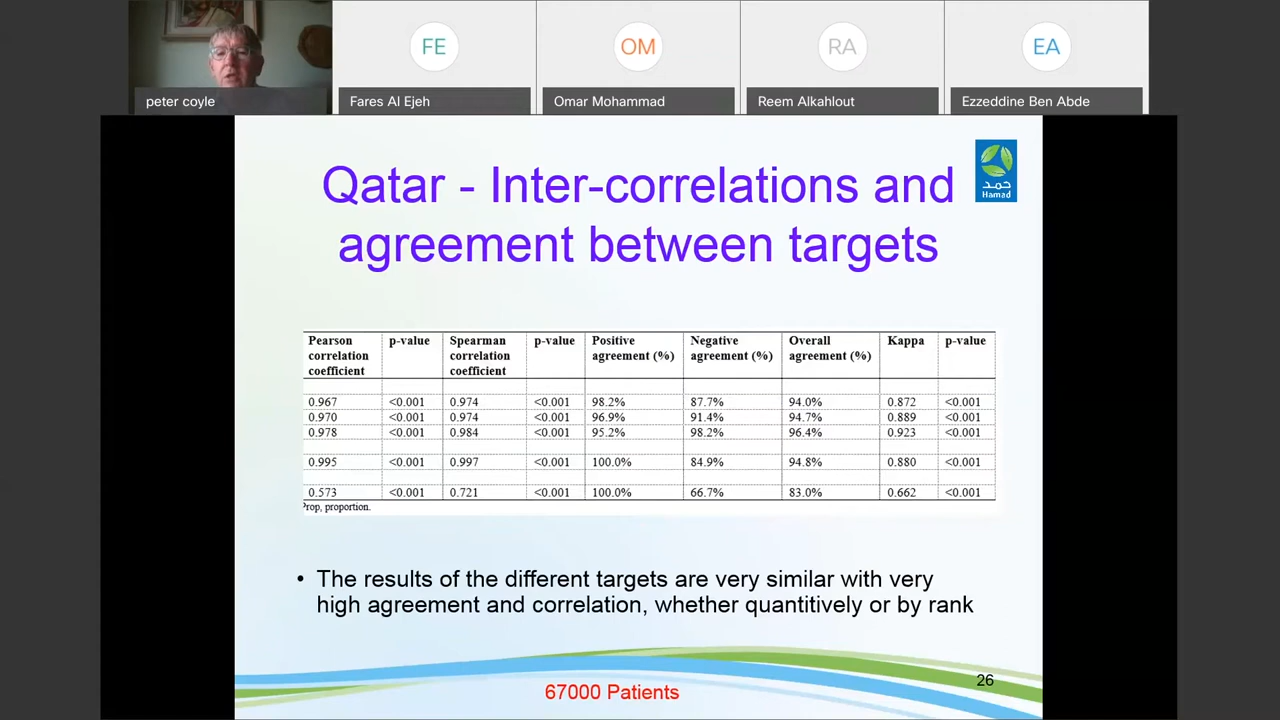 FE
OM
RA
EA
peter coyle
Fares Al Ejeh
Omar Mohammad
Reem Alkahlout
Ezzeddine Ben Abde
Qatar - Inter-correlations and
agreement between targets
حمد
Hamad
Pearson correlation coefficient p-value Spearman correlation coefficient p-value Positive agreement (%) Negative agreement (%) Overall agreement (%) Kappa p-value
0.967 <0.001 0.974 <0.001 98.2% 87.7% 94.0% 0.872 <0.001
0.970 <0.001 0.974 <0.001 96.9% 91.4% 94.7% 0.889 <0.001
0.978 <0.001 0.984 <0.001 95.2% 98.2% 96.4% 0.923 <0.001
0.995 <0.001 0.997 <0.001 100.0% 84.9% 94.8% 0.880 <0.001
0.573 <0.001 0.721 <0.001 100.0% 66.7% 83.0% 0.662 <0.001
Prop, proportion.
• The results of the different targets are very similar with very
high agreement and correlation, whether quantitively or by rank
67000 Patients
26